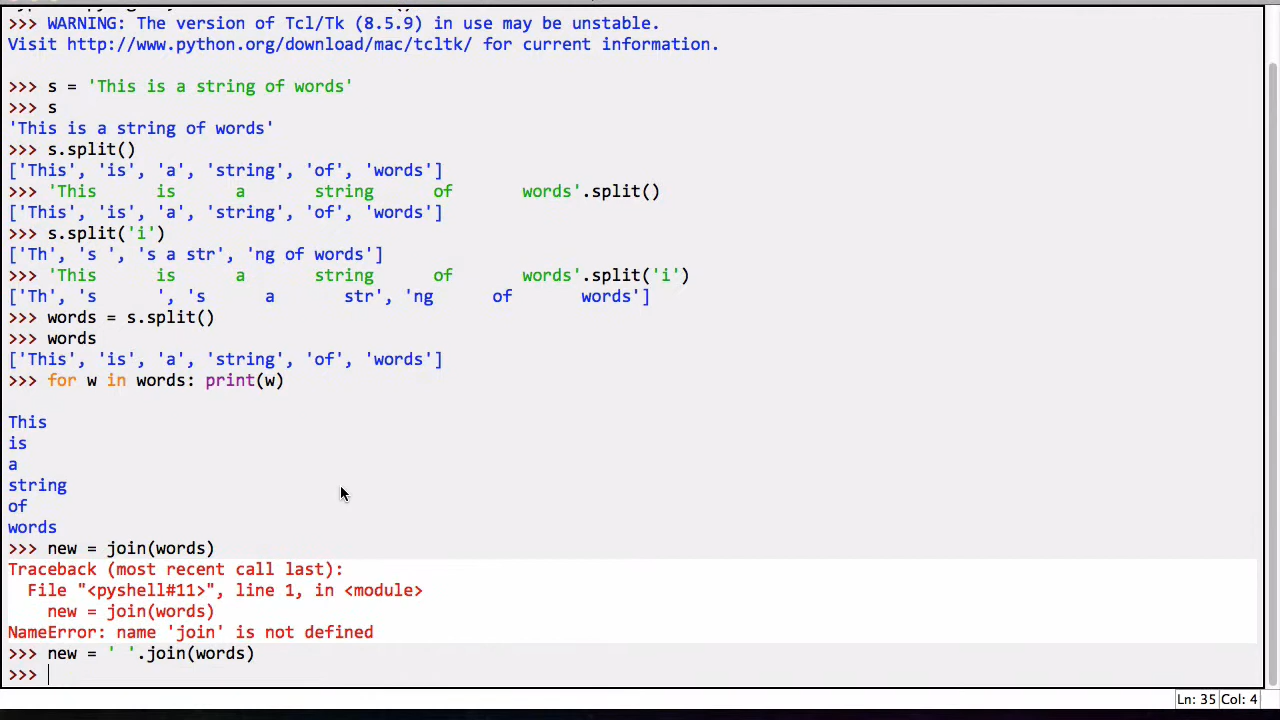 >>> WARNING: The version of Tcl/Tk (8.5.9) in use may be unstable.
Visit http://www.python.org/download/mac/tcltk/ for current information.
>>> s = 'This is a string of words'
>>> s
'This is a string of words'
>>> s.split()
['This', 'is', 'a', 'string', 'of', 'words']
>>> 'This      is      a       string      of       words'.split()
['This', 'is', 'a', 'string', 'of', 'words']
>>> s.split('i')
['Th', 's ', 's a str', 'ng of words']
>>> 'This      is      a       string      of       words'.split('i')
['Th', 's      ', 's      a       str', 'ng      of       words']
>>> words = s.split()
>>> words
['This', 'is', 'a', 'string', 'of', 'words']
>>> for w in words: print(w)
This
is
a
string
of
words
>>> new = join(words)
Traceback (most recent call last):
  File "<pyshell#11>", line 1, in <module>
    new = join(words)
NameError: name 'join' is not defined
>>> new = ' '.join(words)
>>>
Ln: 35 Col: 4